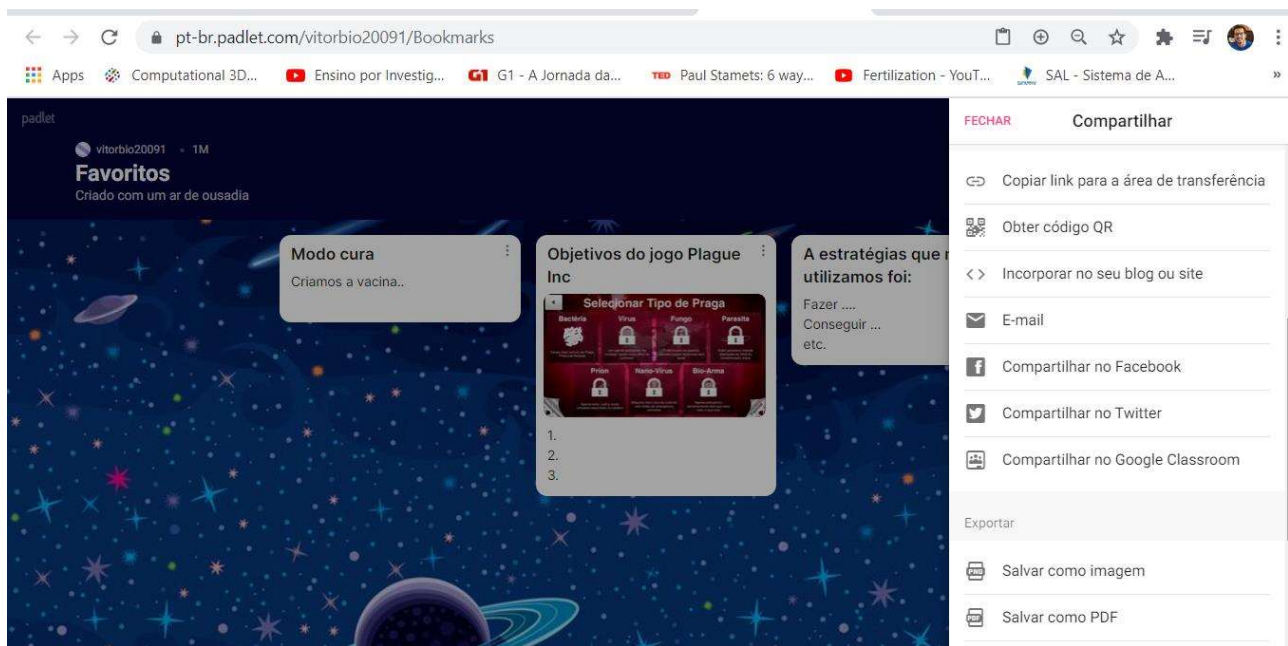 pt-br.padlet.com/vitorbio20091/Bookmarks
Apps Computational 3D... Ensino por Investig... G1 G1 - A Jornada da... TED Paul Stamets: 6 way... Fertilization - YouT... SAL - Sistema de A... »
padlet
vitorbio20091 • 1M
Favoritos
Criado com um ar de ousadia
Modo cura
Criamos a vacina..
Objetivos do jogo Plague
Inc
Selecionar Tipo de Praga
Bactéria Vírus Fungo Parasita
Príon Nano-Vírus Bio-Arma
1.
2.
3.
A estratégias que
utilizamos foi:
Fazer ....
Conseguir ...
etc.
FECHAR Compartilhar
Copiar link para a área de transferência
Obter código QR
Incorporar no seu blog ou site
E-mail
Compartilhar no Facebook
Compartilhar no Twitter
Compartilhar no Google Classroom
Exportar
Salvar como imagem
Salvar como PDF